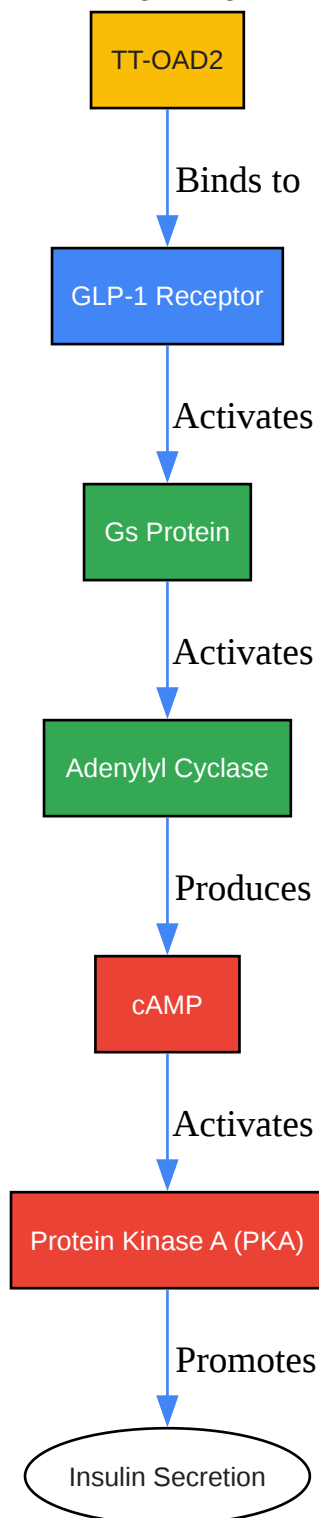 TT-OAD2
Binds to
GLP-1 Receptor
Activates
Gs Protein
Activates
Adenylyl Cyclase
Produces
cAMP
Activates
Protein Kinase A (PKA)
Promotes
Insulin Secretion